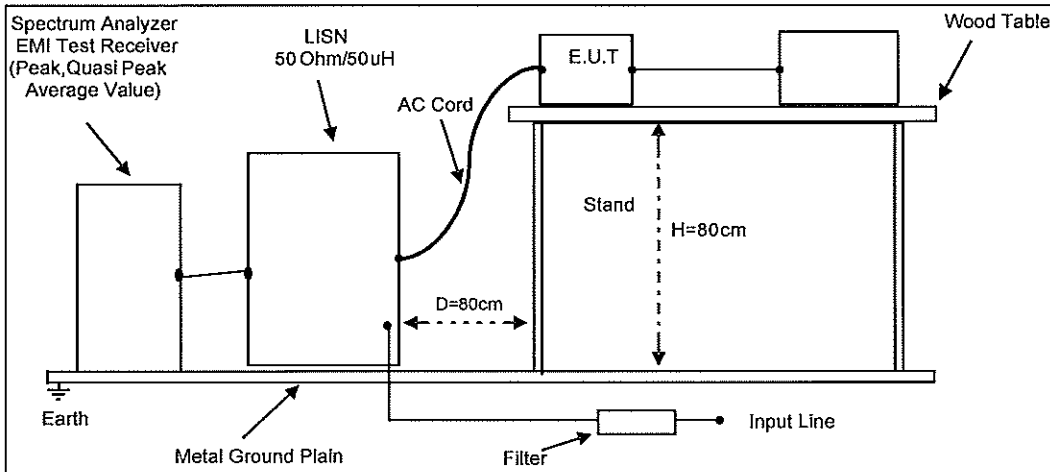 Spectrum Analyzer
EMI Test Receiver
(Peak,Quasi Peak
Average Value)
LISN
50 Ohm/50uH
AC Cord
E.U.T
Wood Table
Stand
H=80cm
D=80cm
Earth
Metal Ground Plain
Filter
Input Line